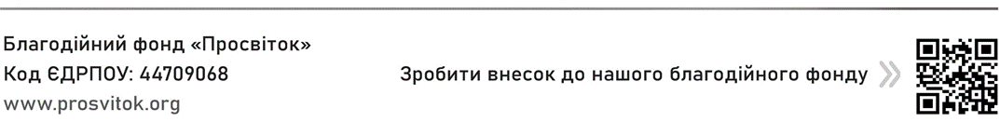 Благодійний фонд «Просвіток»
Код ЄДРПОУ: 44709068
Зробити внесок до нашого благодійного фонду »
www.prosvitok.org